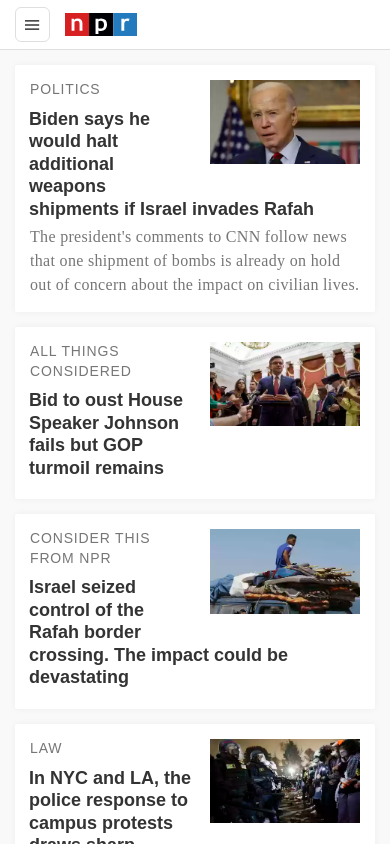 npr
POLITICS
Biden says he
would halt
additional
weapons
shipments if Israel invades Rafah
The president's comments to CNN follow news
that one shipment of bombs is already on hold
out of concern about the impact on civilian lives.
ALL THINGS
CONSIDERED
Bid to oust House
Speaker Johnson
fails but GOP
turmoil remains
CONSIDER THIS
FROM NPR
Israel seized
control of the
Rafah border
crossing. The impact could be
devastating
LAW
In NYC and LA, the
police response to
campus protests
draws sharp